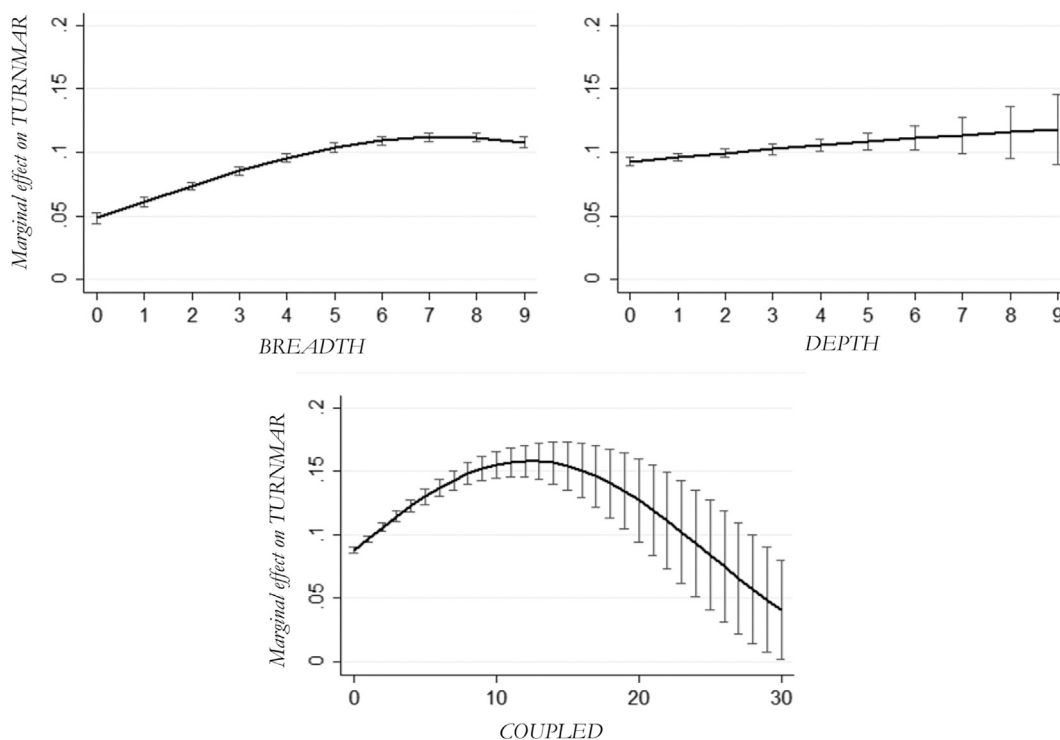 Marginal effect on TURNMAR
.2
.15
.1
.05
0
0 1 2 3 4 5 6 7 8 9
BREADTH
.2
.15
.1
.05
0
0 1 2 3 4 5 6 7 8 9
DEPTH
Marginal effect on TURNMAR
.2
.15
.1
.05
0
0 10 20 30
COUPLED